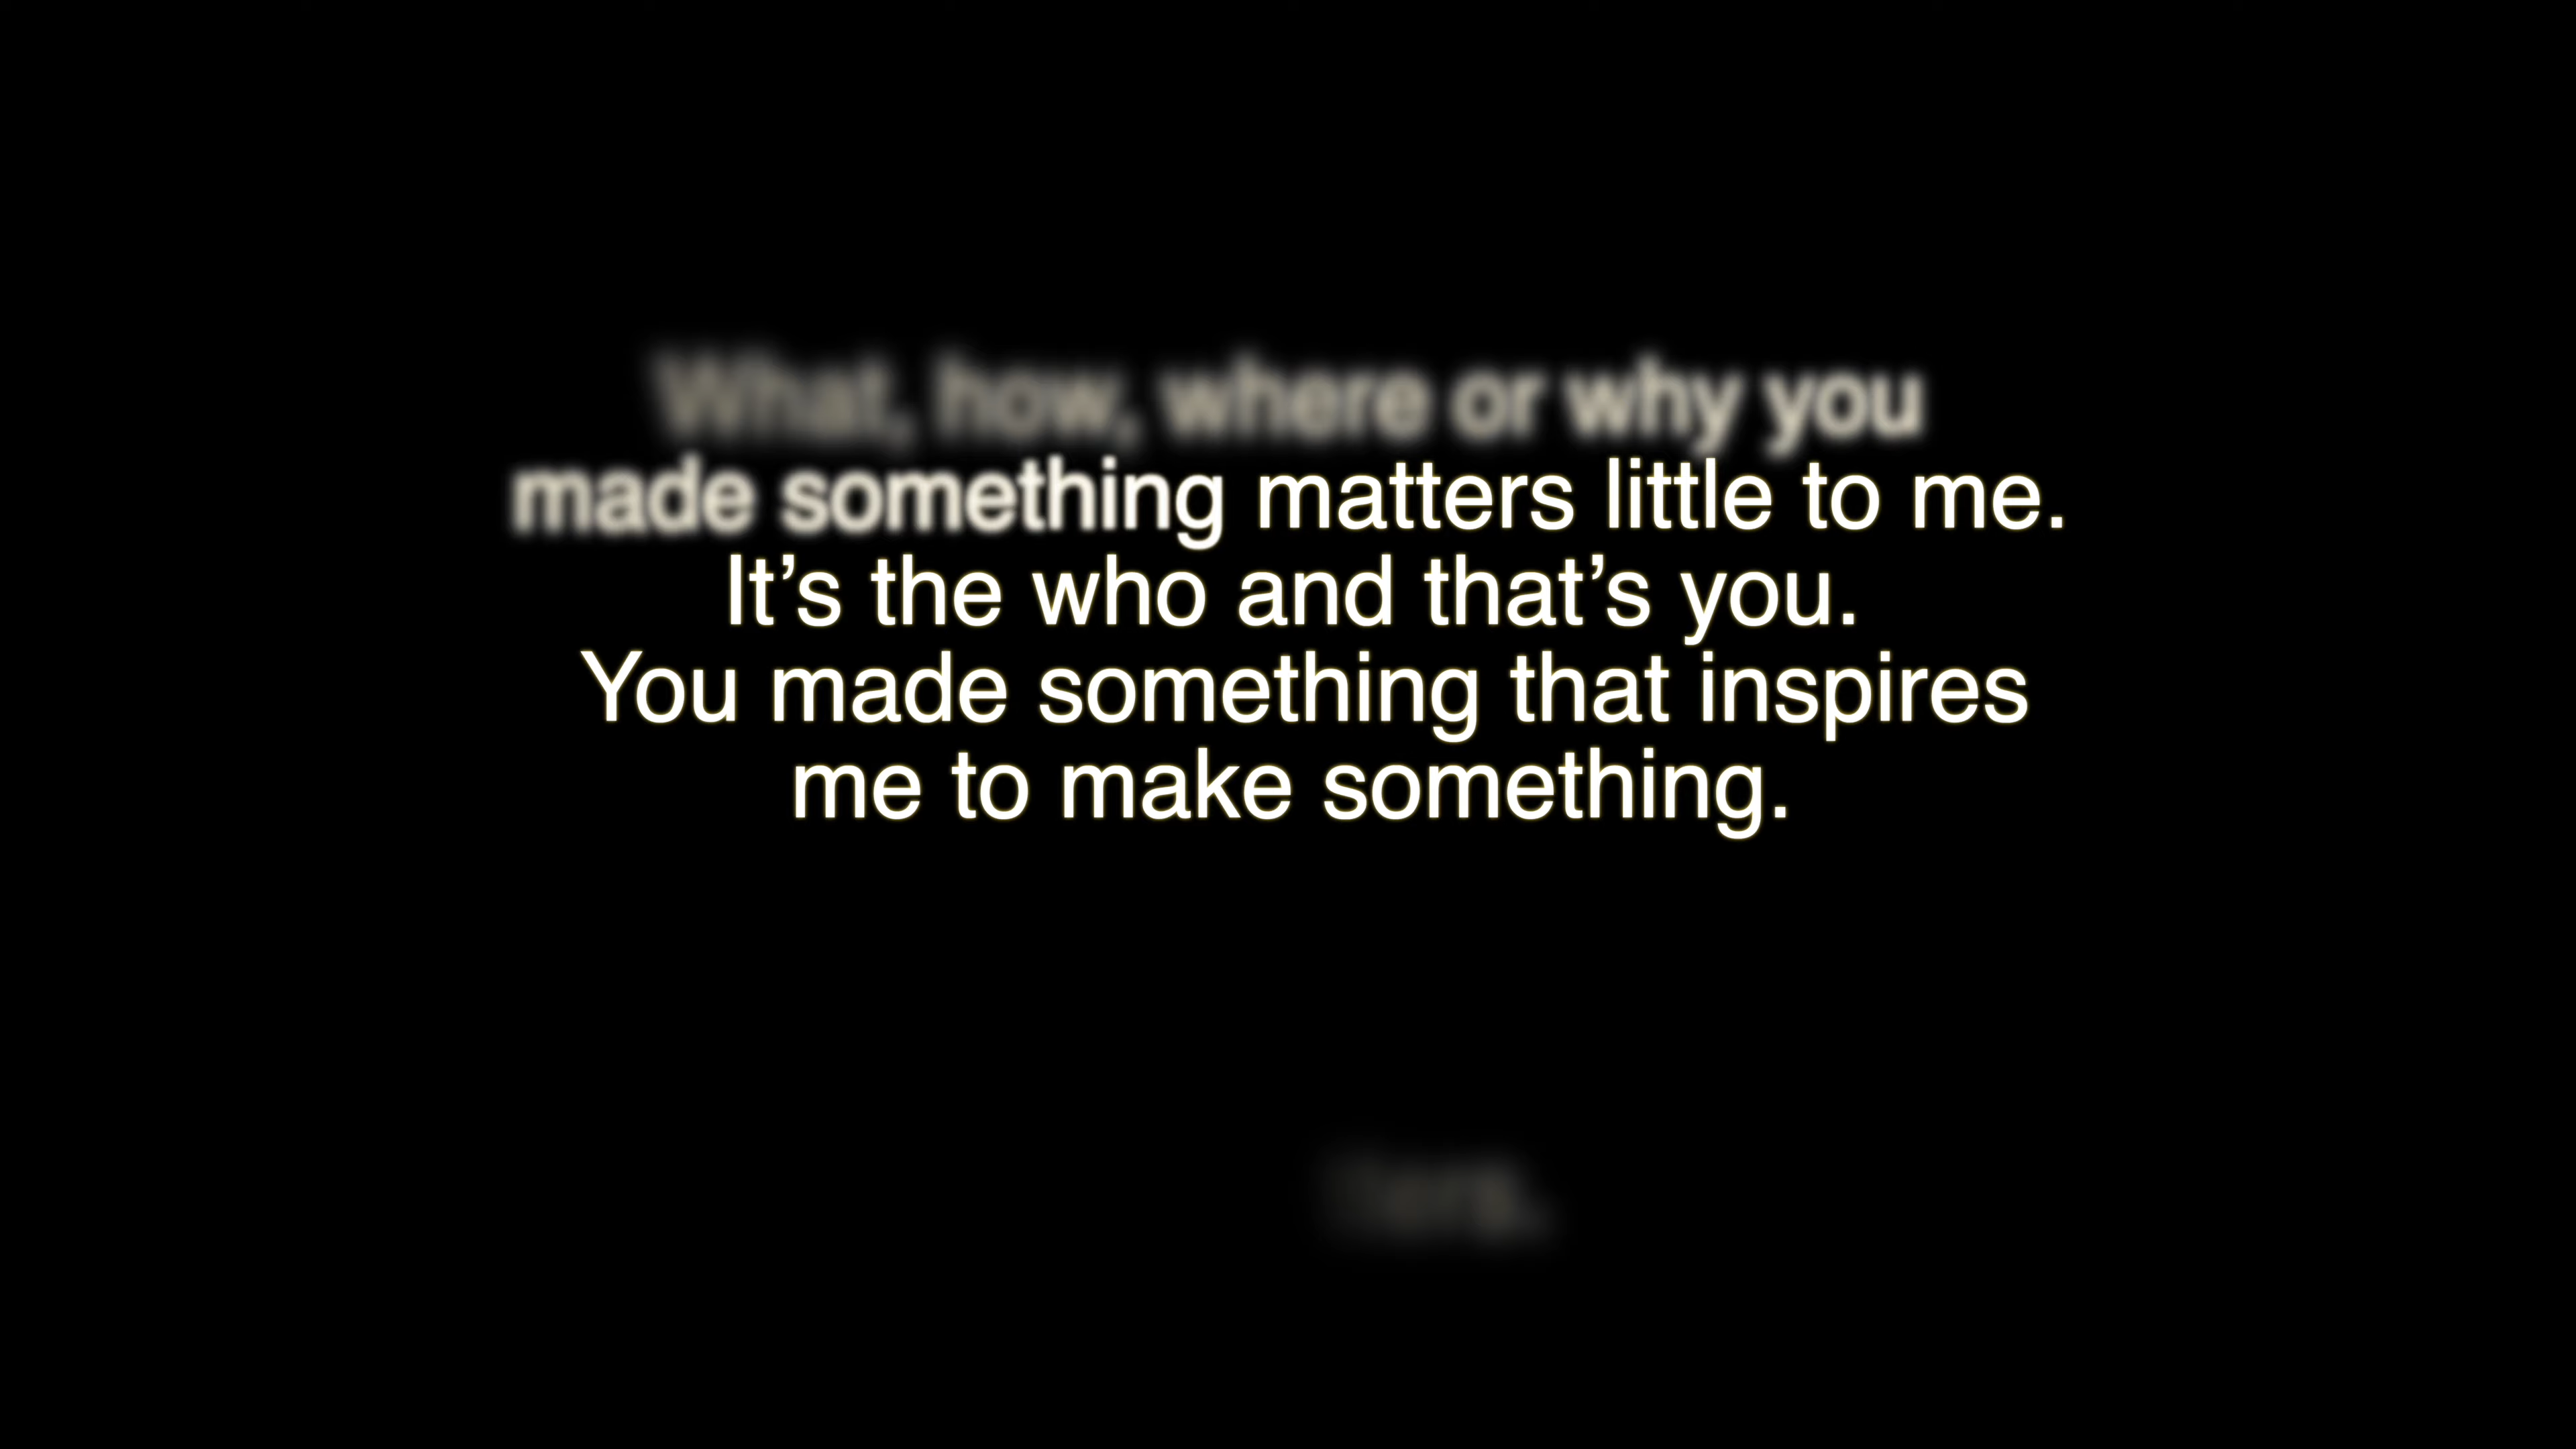 What, how, where or why you
made something matters little to me.
It’s the who and that’s you.
You made something that inspires
me to make something.